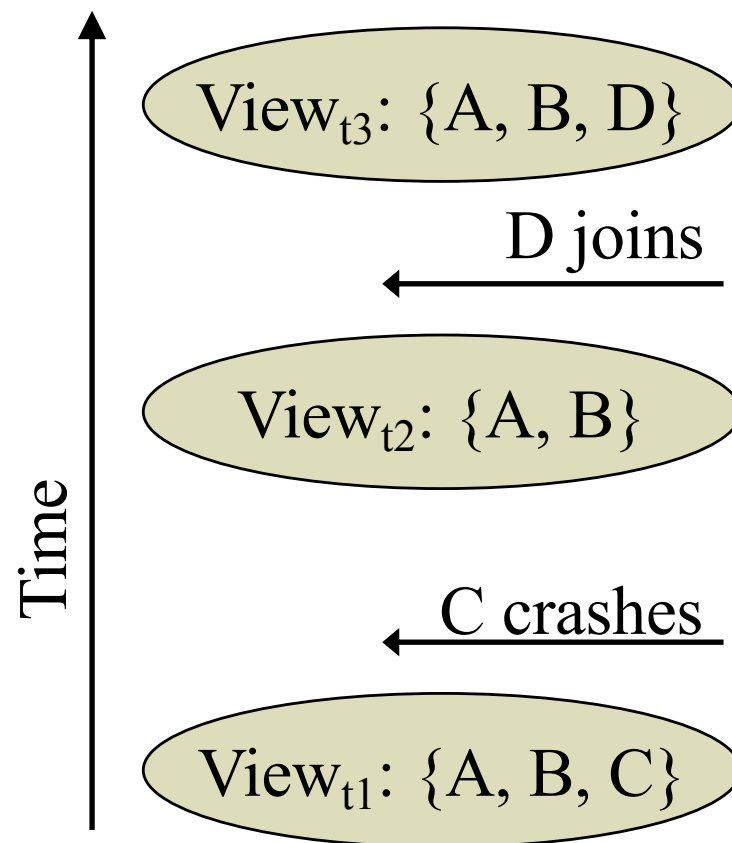 View_t3: {A, B, D}
D joins
View_t2: {A, B}
Time
C crashes
View_t1: {A, B, C}